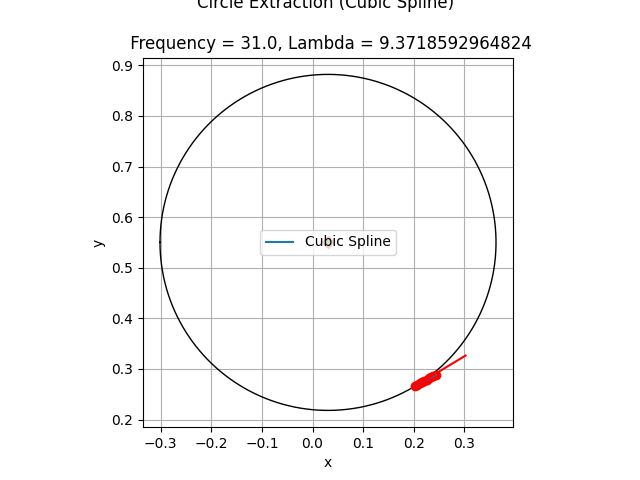 Circle Extraction (Cubic Spline)
Frequency = 31.0, Lambda = 9.3718592964824
0.9
0.8
0.7
0.6
0.5
0.4
0.3
0.2
y
Cubic Spline
−0.3 −0.2 −0.1 0.0 0.1 0.2 0.3
x